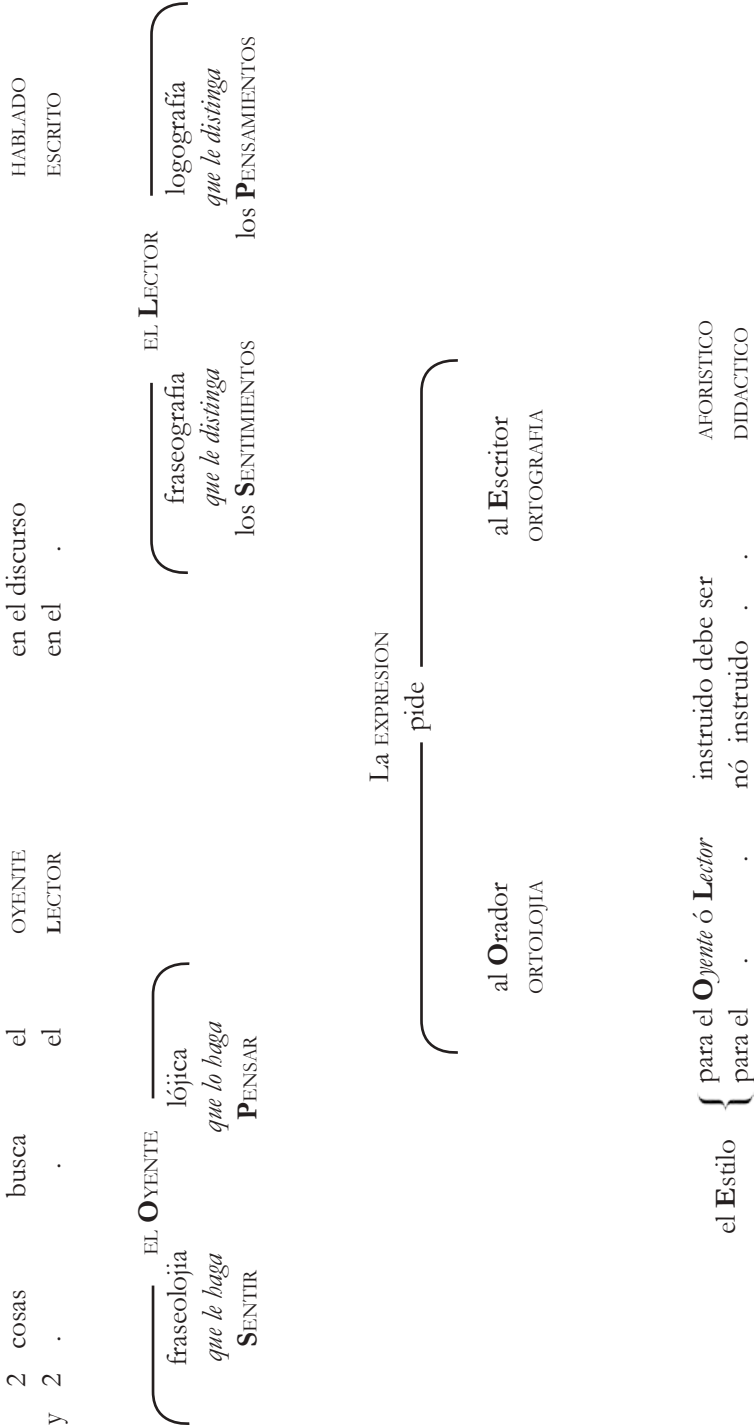 2 cosas busca el OYENTE en el discurso HABLADO
y 2 . . el LECTOR en el . ESCRITO
EL OYENTE
fraseolojia lójica
que le haga que lo haga
SENTIR PENSAR
EL LECTOR
fraseografia logografía
que le distinga que le distinga
los SENTIMIENTOS los PENSAMIENTOS
La EXPRESION
pide
al Orador al Escritor
ORTOLOJIA ORTOGRAFIA
el Estilo { para el Oyente ó Lector instruido debe ser AFORISTICO
{ para el . . nó instruido . . DIDACTICO